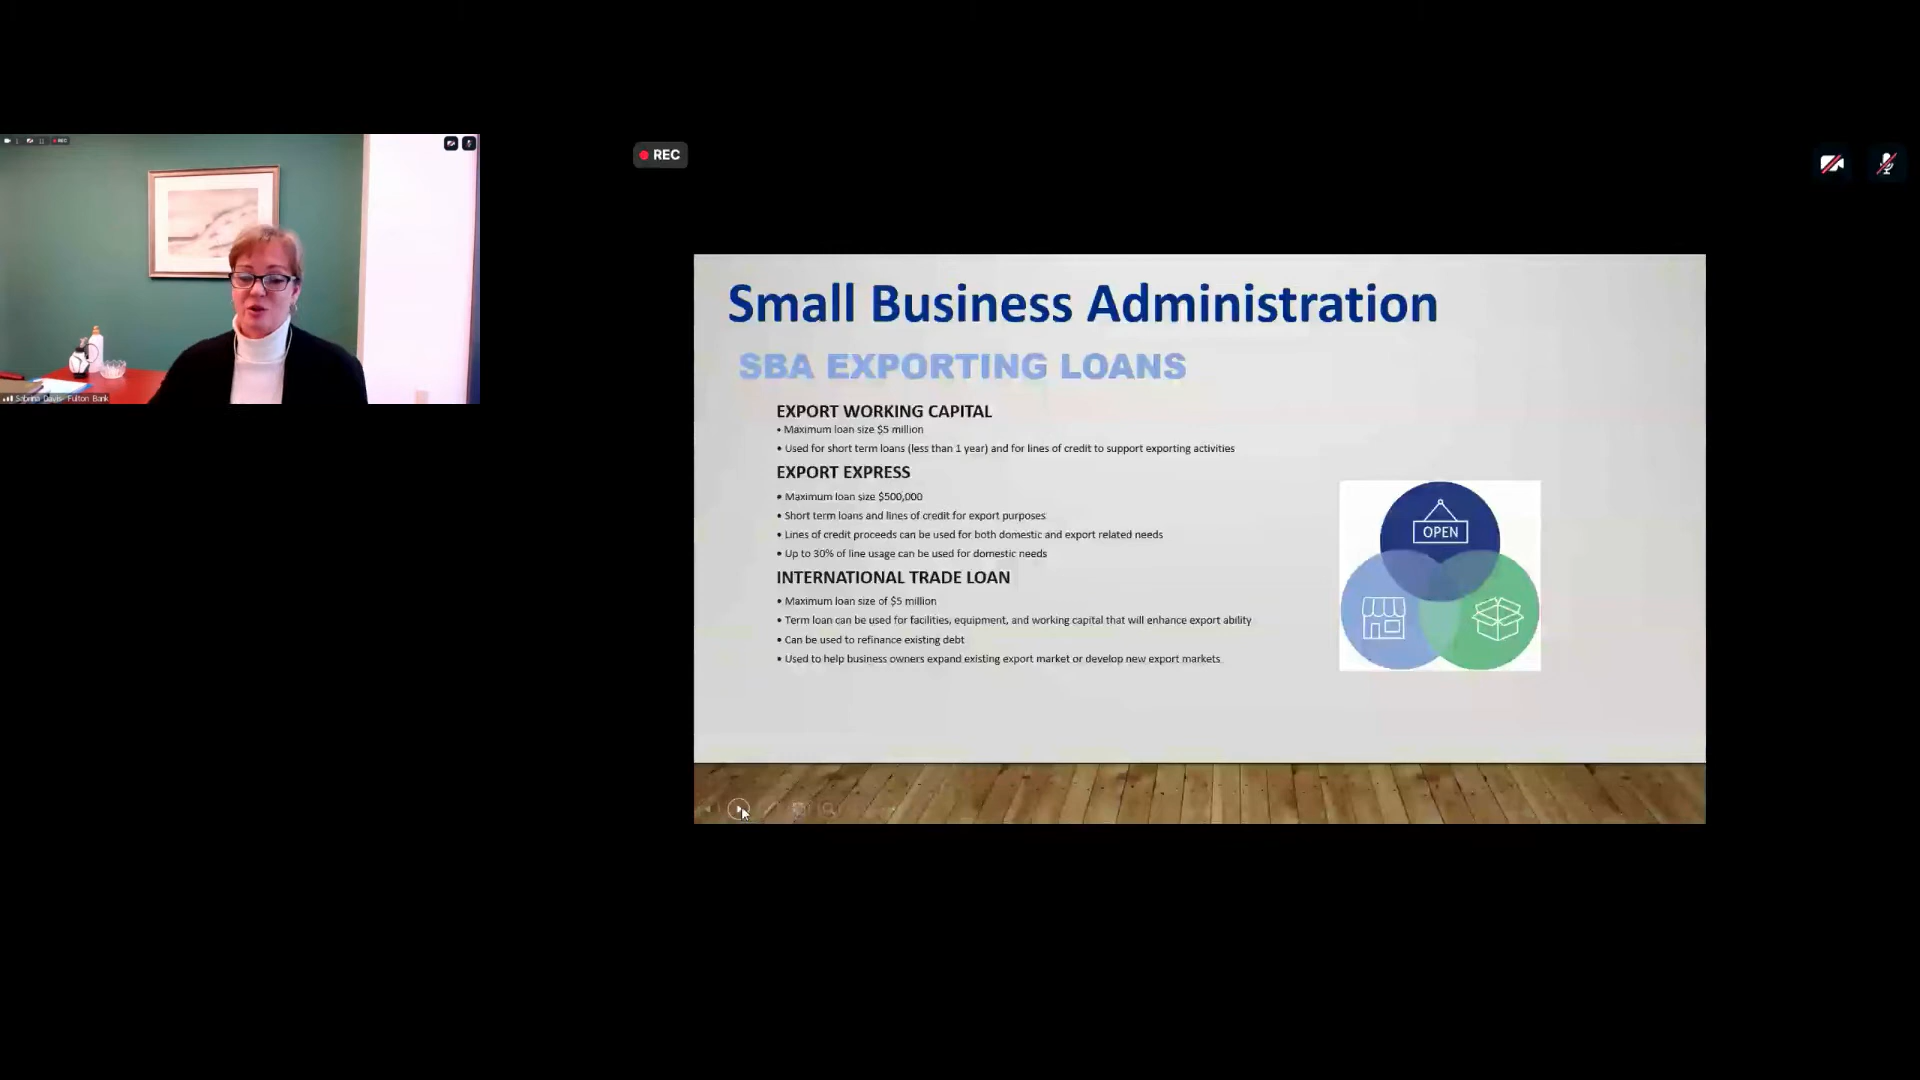 REC
Sabrina Davis- Fulton Bank
REC
Small Business Administration
SBA EXPORTING LOANS
EXPORT WORKING CAPITAL
• Maximum loan size $5 million
• Used for short term loans (less than 1 year) and for lines of credit to support exporting activities
EXPORT EXPRESS
• Maximum loan size $500,000
• Short term loans and lines of credit for export purposes
• Lines of credit proceeds can be used for both domestic and export related needs
• Up to 30% of line usage can be used for domestic needs
INTERNATIONAL TRADE LOAN
• Maximum loan size of $5 million
• Term loan can be used for facilities, equipment, and working capital that will enhance export ability
• Can be used to refinance existing debt
• Used to help business owners expand existing export market or develop new export markets
OPEN